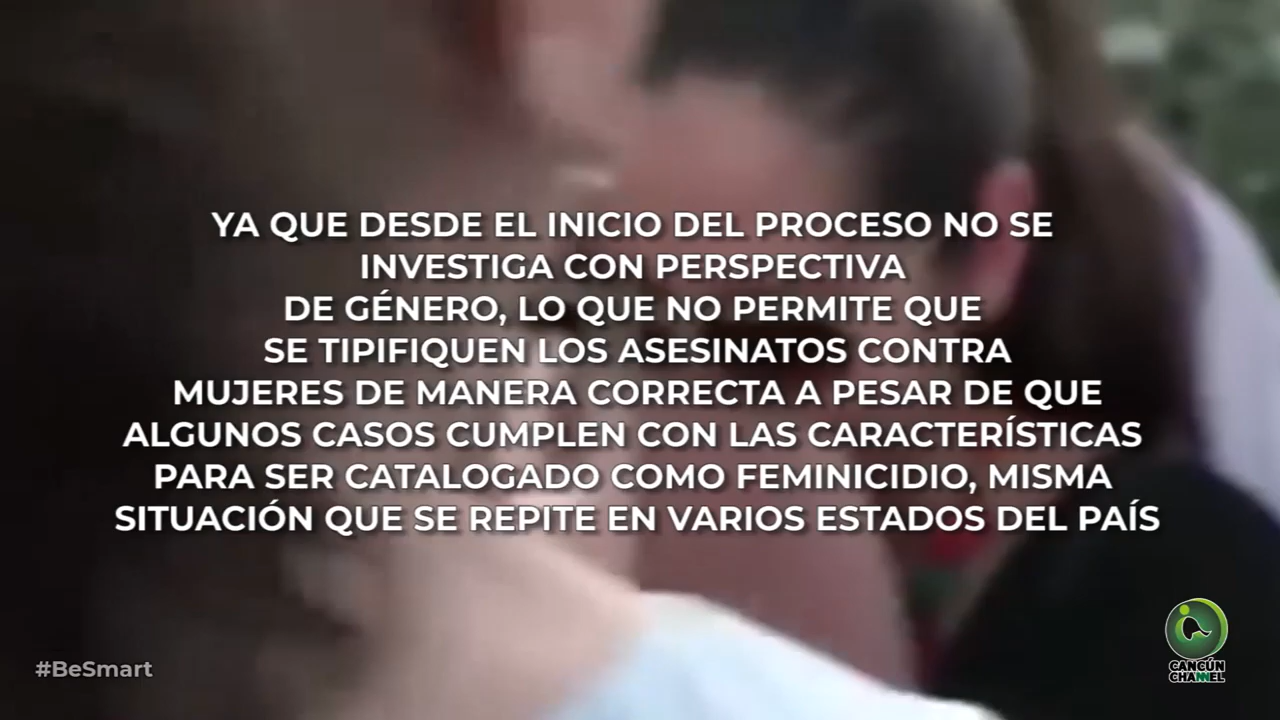 YA QUE DESDE EL INICIO DEL PROCESO NO SE
INVESTIGA CON PERSPECTIVA
DE GÉNERO, LO QUE NO PERMITE QUE
SE TIPIFIQUEN LOS ASESINATOS CONTRA
MUJERES DE MANERA CORRECTA A PESAR DE QUE
ALGUNOS CASOS CUMPLEN CON LAS CARACTERÍSTICAS
PARA SER CATALOGADO COMO FEMINICIDIO, MISMA
SITUACIÓN QUE SE REPITE EN VARIOS ESTADOS DEL PAÍS
#BeSmart
CANCÚN
CHANNEL